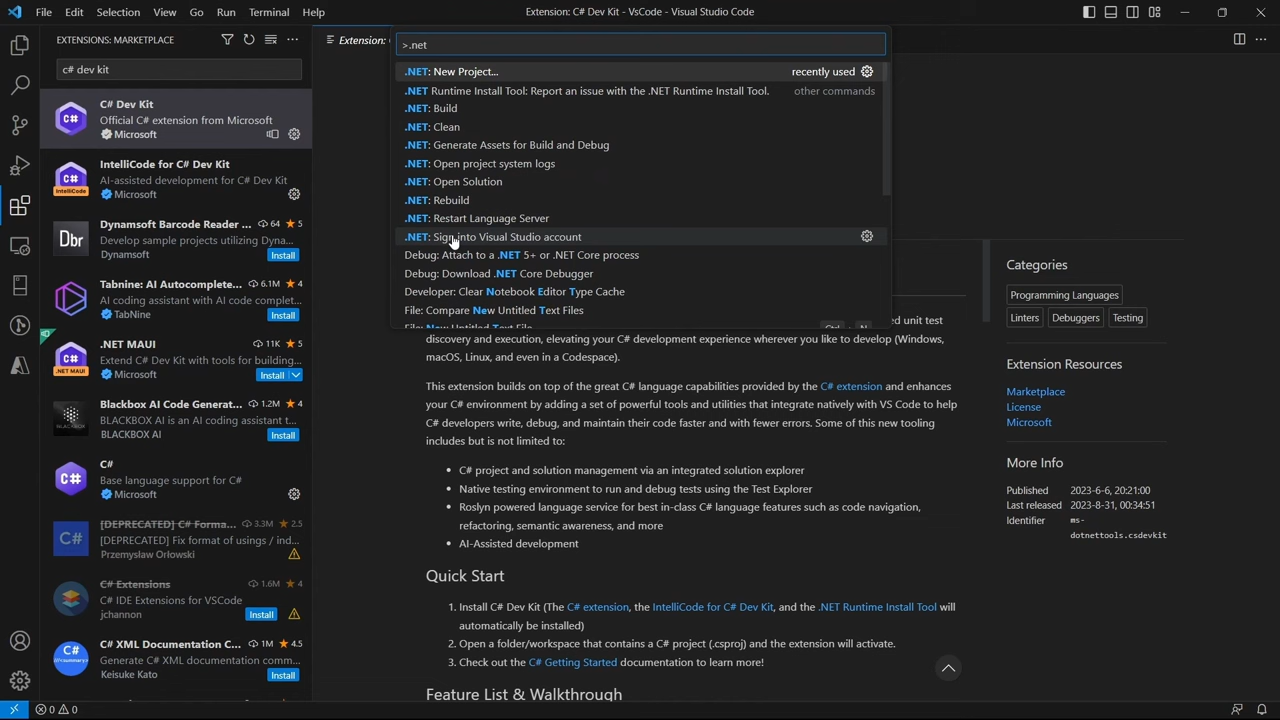 File Edit Selection View Go Run Terminal Help
Extension: C# Dev Kit - VsCode - Visual Studio Code
EXTENSIONS: MARKETPLACE
c# dev kit
C# Dev Kit
Official C# extension from Microsoft
Microsoft
IntelliCode for C# Dev Kit
AI-assisted development for C# Dev Kit
Microsoft
Dynamsoft Barcode Reader ... 64 5
Develop sample projects utilizing Dyna...
Dynamsoft Install
Tabnine: AI Autocomplete... 6.1M 4
AI coding assistant with AI code complet...
TabNine Install
.NET MAUI 11K 5
Extend C# Dev Kit with tools for building...
Microsoft Install
Blackbox AI Code Generat... 1.2M 4
BLACKBOX AI is an AI coding assistant t...
BLACKBOX AI Install
C#
Base language support for C#
Microsoft
[DEPRECATED] C# Forma... 3.3M 2.5
[DEPRECATED] Fix format of usings / ind...
Przemysław Orłowski
C# Extensions 1.6M 4
C# IDE Extensions for VSCode
jchannon Install
C# XML Documentation C... 1M 4.5
Generate C# XML documentation comm...
Keisuke Kato Install
Extension:
>.net
.NET: New Project... recently used
.NET Runtime Install Tool: Report an issue with the .NET Runtime Install Tool. other commands
.NET: Build
.NET: Clean
.NET: Generate Assets for Build and Debug
.NET: Open project system logs
.NET: Open Solution
.NET: Rebuild
.NET: Restart Language Server
.NET: Sign into Visual Studio account
Debug: Attach to a .NET 5+ or .NET Core process
Debug: Download .NET Core Debugger
Developer: Clear Notebook Editor Type Cache
File: Compare New Untitled Text Files
File: New Untitled Text File Ctrl + N
ed unit test
discovery and execution, elevating your C# development experience wherever you like to develop (Windows,
macOS, Linux, and even in a Codespace).
This extension builds on top of the great C# language capabilities provided by the C# extension and enhances
your C# environment by adding a set of powerful tools and utilities that integrate natively with VS Code to help
C# developers write, debug, and maintain their code faster and with fewer errors. Some of this new tooling
includes but is not limited to:
• C# project and solution management via an integrated solution explorer
• Native testing environment to run and debug tests using the Test Explorer
• Roslyn powered language service for best in-class C# language features such as code navigation,
refactoring, semantic awareness, and more
• AI-Assisted development
Quick Start
1. Install C# Dev Kit (The C# extension, the IntelliCode for C# Dev Kit, and the .NET Runtime Install Tool will
automatically be installed)
2. Open a folder/workspace that contains a C# project (.csproj) and the extension will activate.
3. Check out the C# Getting Started documentation to learn more!
Feature List & Walkthrough
Categories
Programming Languages
Linters Debuggers Testing
Extension Resources
Marketplace
License
Microsoft
More Info
Published 2023-6-6, 20:21:00
Last released 2023-8-31, 00:34:51
Identifier ms-
dotnettools.csdevkit
0 0